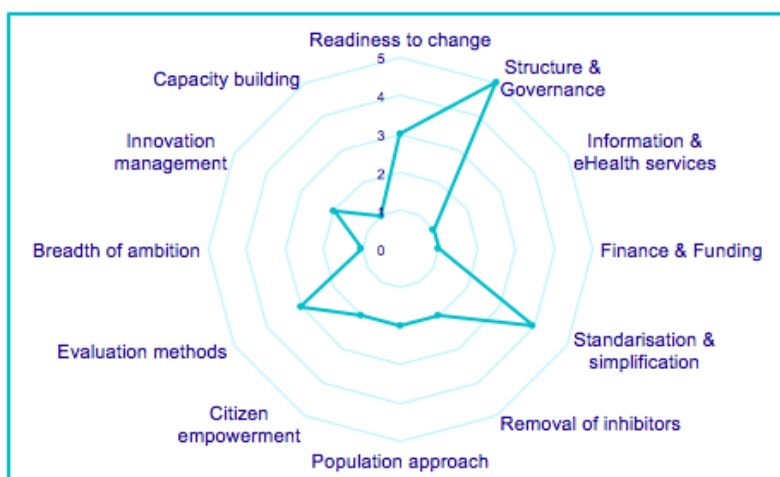 Readiness to change
Structure &
Governance
Information &
eHealth services
Finance & Funding
Standarisation &
simplification
Removal of inhibitors
Population approach
Citizen
empowerment
Evaluation methods
Breadth of ambition
Innovation
management
Capacity building
5
4
3
2
1
0